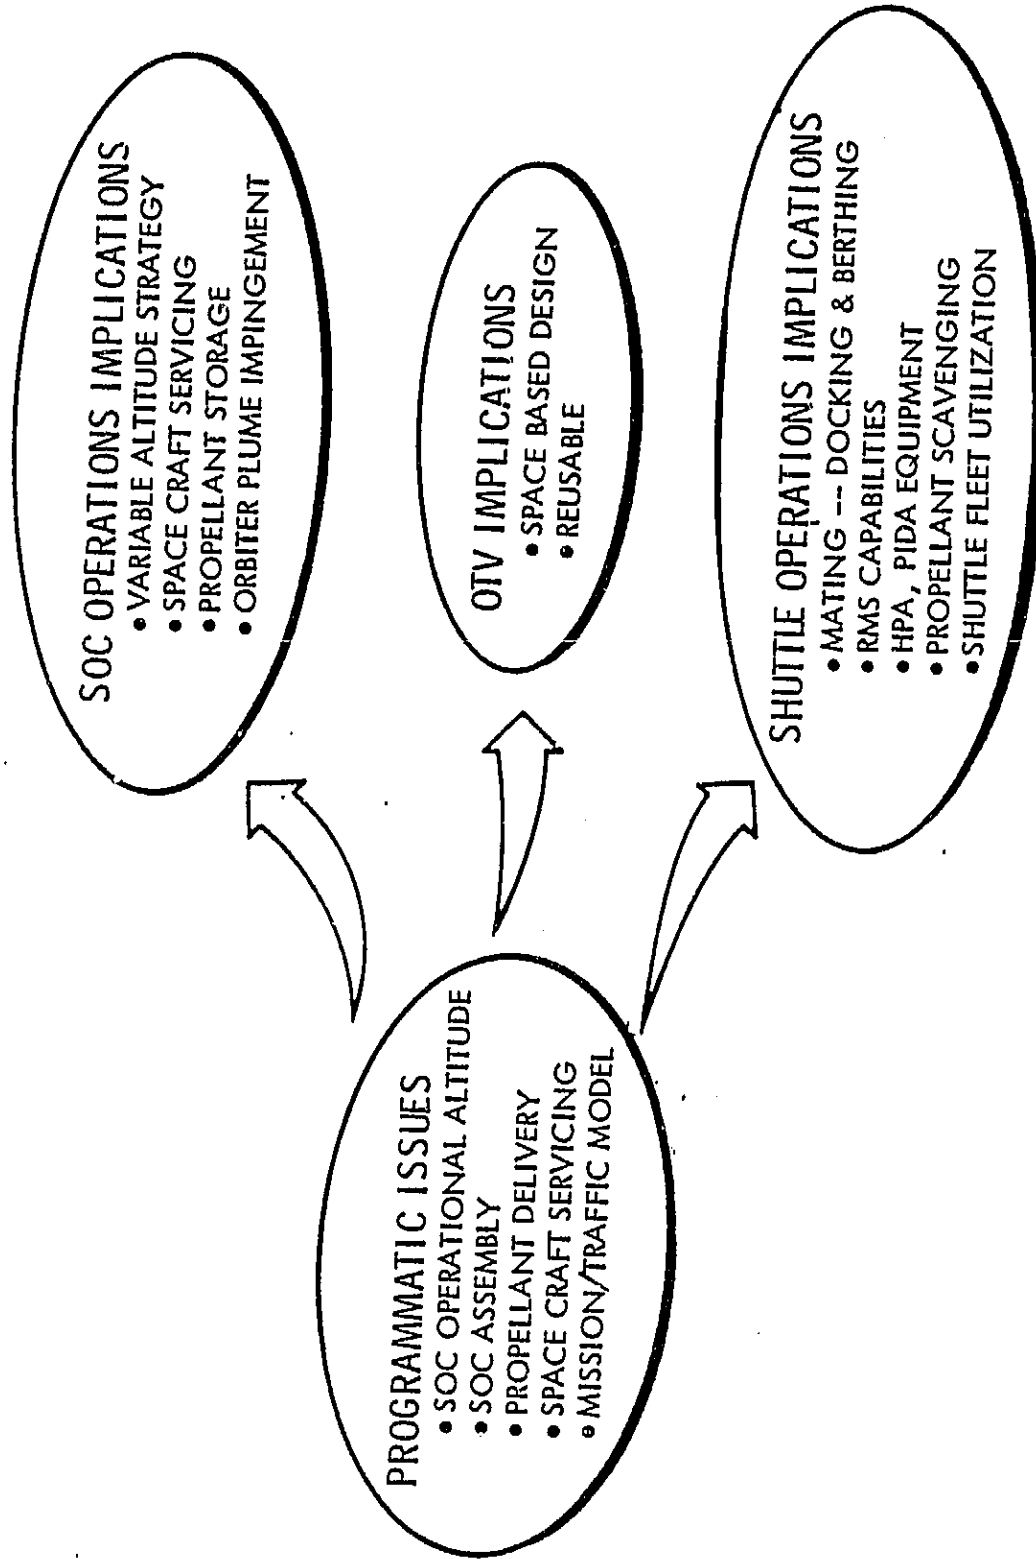 PROGRAMMATIC ISSUES
• SOC OPERATIONAL ALTITUDE
• SOC ASSEMBLY
• PROPELLANT DELIVERY
• SPACE CRAFT SERVICING
• MISSION/TRAFFIC MODEL
SOC OPERATIONS IMPLICATIONS
• VARIABLE ALTITUDE STRATEGY
• SPACE CRAFT SERVICING
• PROPELLANT STORAGE
• ORBITER PLUME IMPINGEMENT
OTV IMPLICATIONS
• SPACE BASED DESIGN
• REUSABLE
SHUTTLE OPERATIONS IMPLICATIONS
• MATING -- DOCKING & BERTHING
• RMS CAPABILITIES
• HPA, PIDA EQUIPMENT
• PROPELLANT SCAVENGING
• SHUTTLE FLEET UTILIZATION